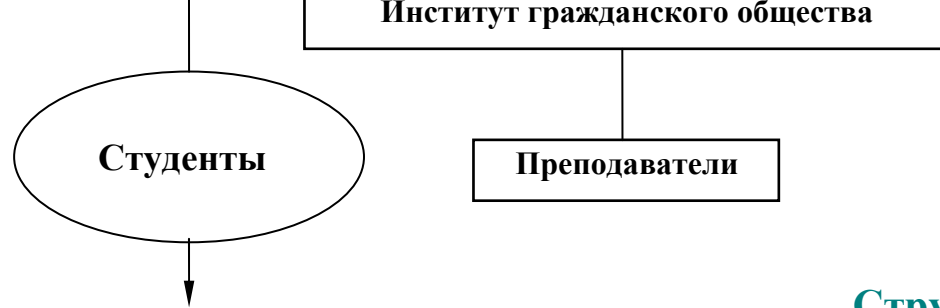 Институт гражданского общества
Студенты
Преподаватели